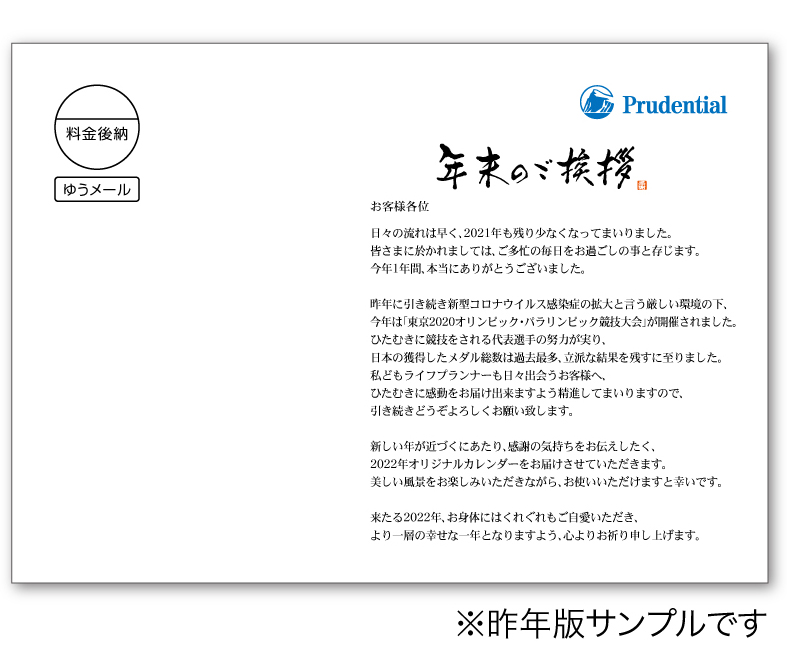 料金後納
ゆうメール
Prudential
年末のご挨拶
お客様各位
日々の流れは早く、2021年も残り少なくなってまいりました。
皆さまに於かれましては、ご多忙の毎日をお過ごしの事と存じます。
今年1年間、本当にありがとうございました。
昨年に引き続き新型コロナウイルス感染症の拡大と言う厳しい環境の下、
今年は「東京2020オリンピック・パラリンピック競技大会」が開催されました。
ひたむきに競技をされる代表選手の努力が実り、
日本の獲得したメダル総数は過去最多、立派な結果を残すに至りました。
私どもライフプランナーも日々出会うお客様へ、
ひたむきに感動をお届け出来ますよう精進してまいりますので、
引き続きどうぞよろしくお願い致します。
新しい年が近づくにあたり、感謝の気持ちをお伝えしたく、
2022年オリジナルカレンダーをお届けさせていただきます。
美しい風景をお楽しみいただきながら、お使いいただけますと幸いです。
来たる2022年、お身体にはくれぐれもご自愛いただき、
より一層の幸せな一年となりますよう、心よりお祈り申し上げます。
※昨年版サンプルです